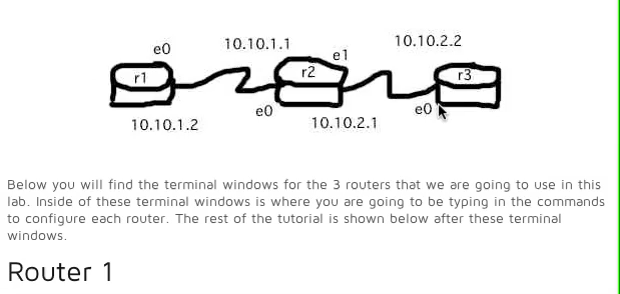 10.10.2.2
10.10.1.1
e0
e1
r1
r2
r3
e0
e0
10.10.1.2
10.10.2.1
Below you will find the terminal windows for the 3 routers that we are going to use in this
lab. Inside of these terminal windows is where you are going to be typing in the commands
to configure each router. The rest of the tutorial is shown below after these terminal
windows.
Router 1